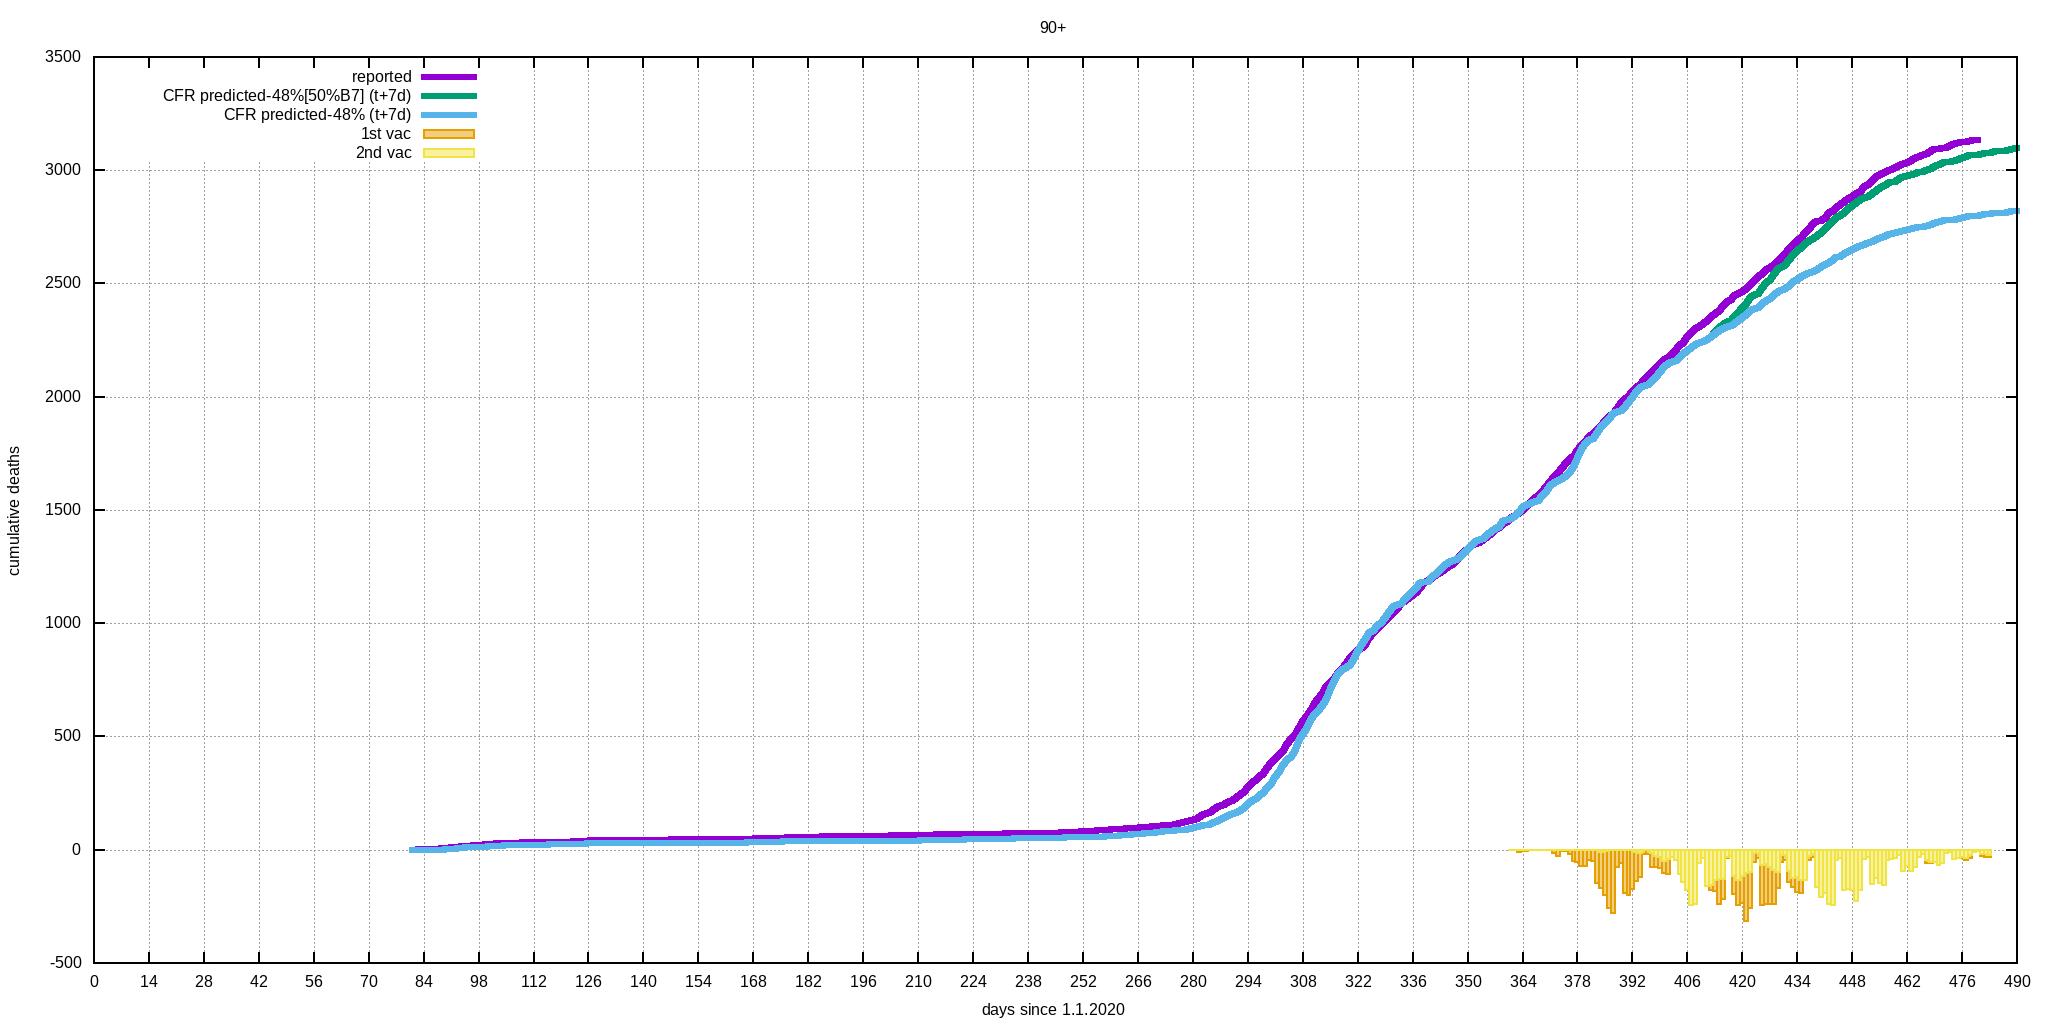 90+
3500
3000
2500
2000
1500
1000
500
0
-500
cumulative deaths
reported
CFR predicted-48%[50%B7] (t+7d)
CFR predicted-48% (t+7d)
1st vac
2nd vac
0 14 28 42 56 70 84 98 112 126 140 154 168 182 196 210 224 238 252 266 280 294 308 322 336 350 364 378 392 406 420 434 448 462 476 490
days since 1.1.2020